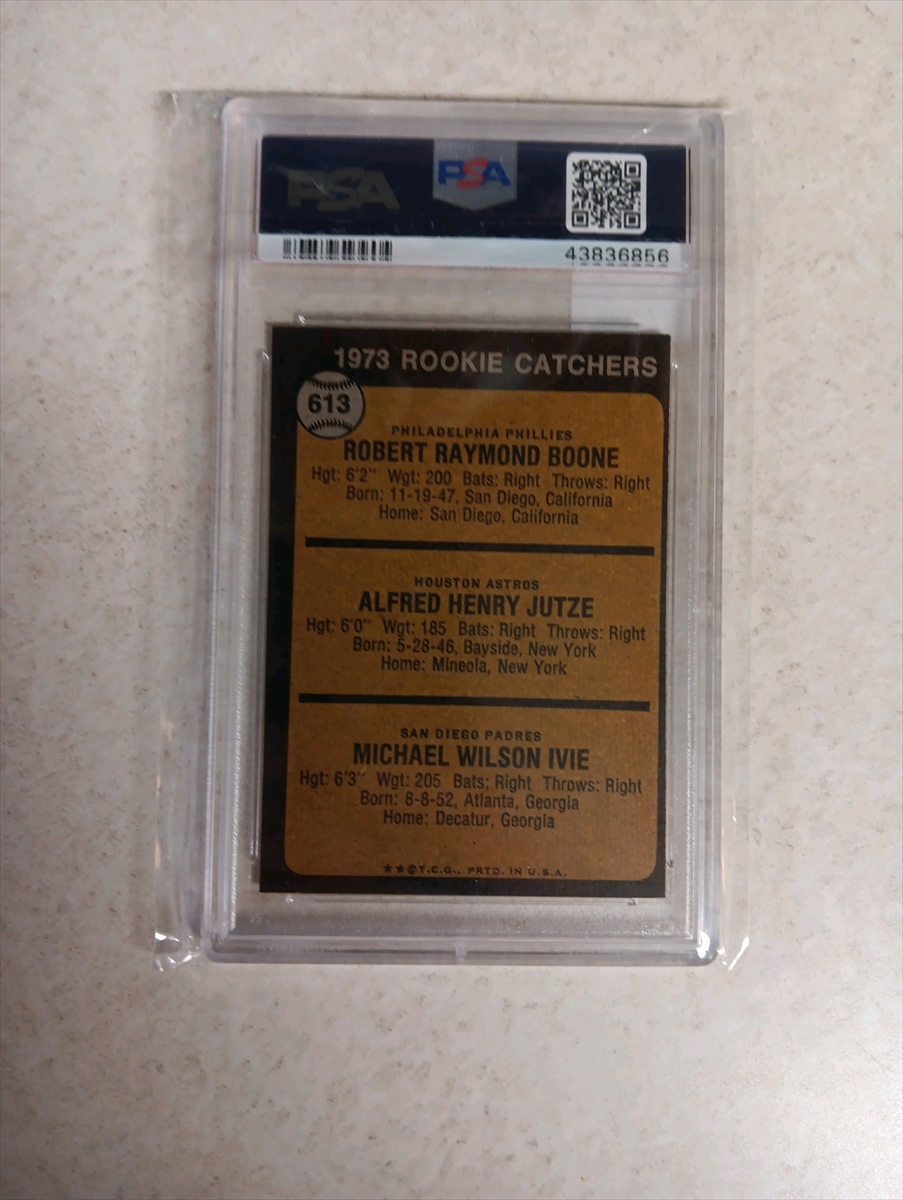 PSA PSA
43836856
1973 ROOKIE CATCHERS
613
PHILADELPHIA PHILLIES
ROBERT RAYMOND BOONE
Hgt: 6'2" Wgt: 200 Bats: Right Throws: Right
Born: 11-19-47, San Diego, California
Home: San Diego, California
HOUSTON ASTROS
ALFRED HENRY JUTZE
Hgt: 6'0" Wgt: 185 Bats: Right Throws: Right
Born: 5-28-46, Bayside, New York
Home: Mineola, New York
SAN DIEGO PADRES
MICHAEL WILSON IVIE
Hgt: 6'3" Wgt: 205 Bats: Right Throws: Right
Born: 8-8-52, Atlanta, Georgia
Home: Decatur, Georgia
★★©T.C.G., PRTD. IN U.S.A.